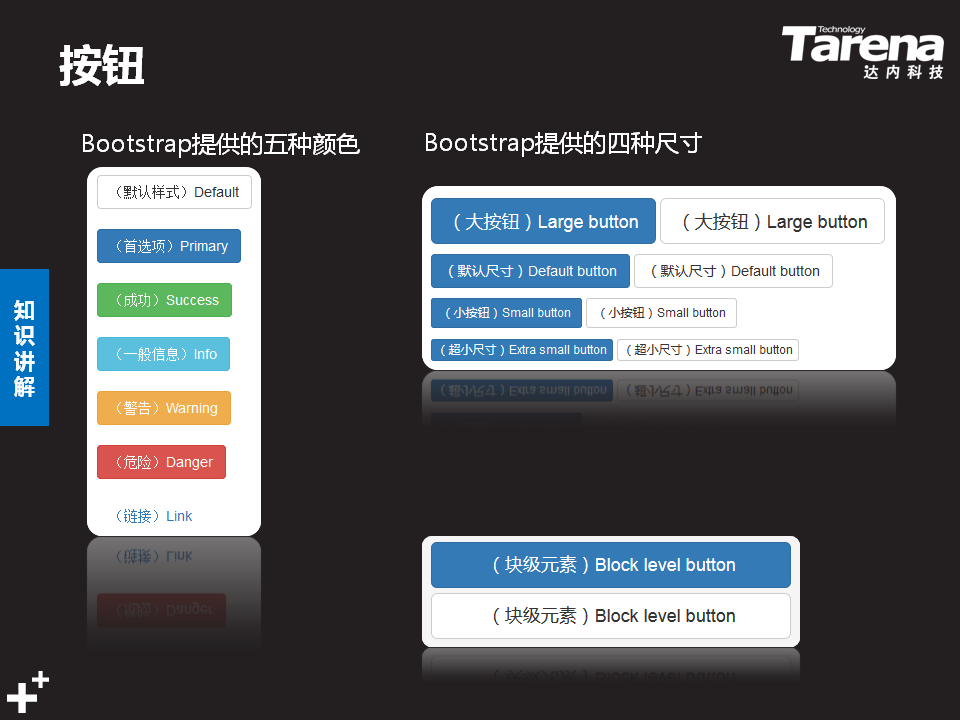 按钮
Technology
Tarena
达内科技
Bootstrap提供的五种颜色
（默认样式）Default
（首选项）Primary
（成功）Success
（一般信息）Info
（警告）Warning
（危险）Danger
（链接）Link
Bootstrap提供的四种尺寸
（大按钮）Large button （大按钮）Large button
（默认尺寸）Default button （默认尺寸）Default button
（小按钮）Small button （小按钮）Small button
（超小尺寸）Extra small button （超小尺寸）Extra small button
（块级元素）Block level button
（块级元素）Block level button
知识讲解